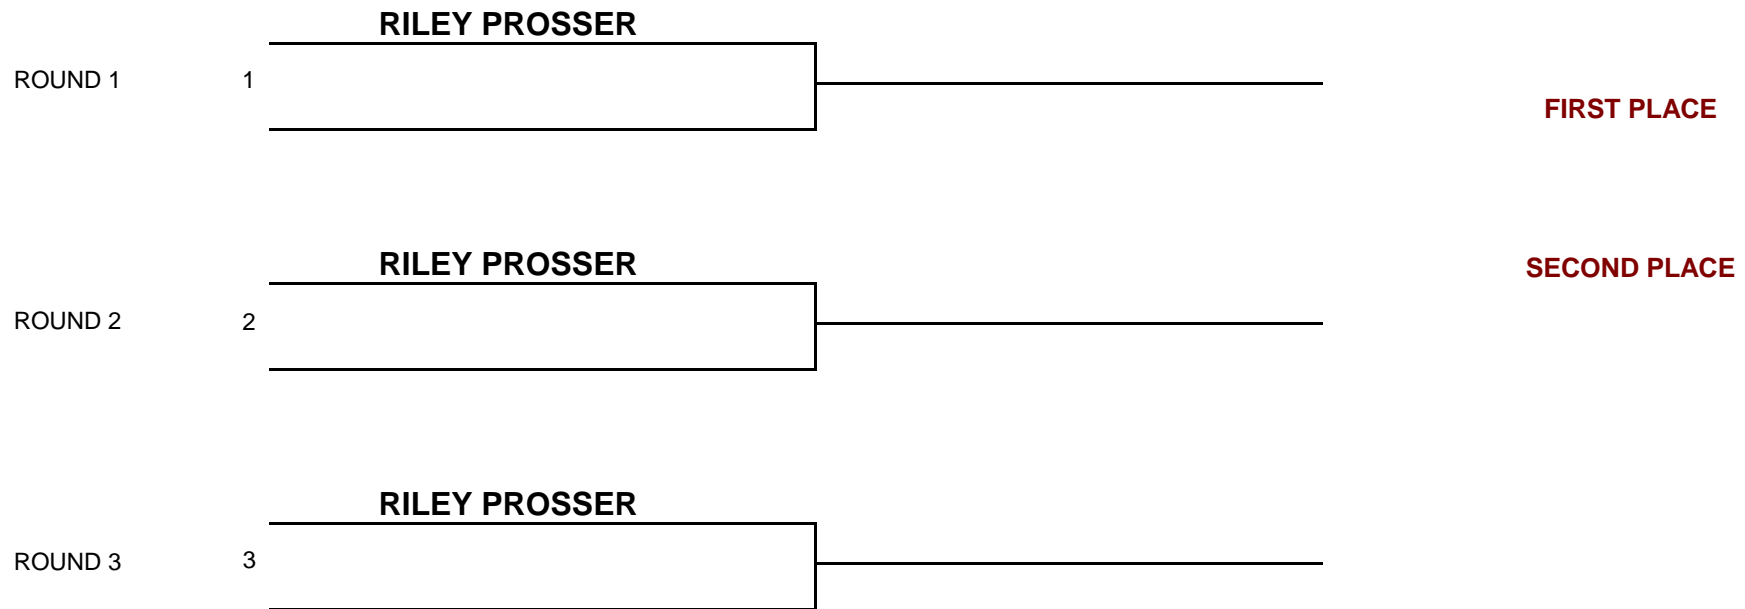 RILEY PROSSER
ROUND 1 1
FIRST PLACE
RILEY PROSSER
SECOND PLACE
ROUND 2 2
RILEY PROSSER
ROUND 3 3